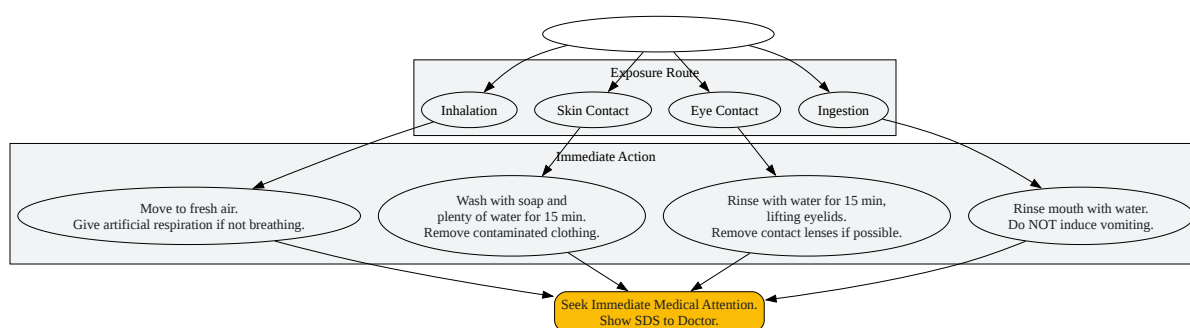 Exposure Route
Inhalation
Skin Contact
Eye Contact
Ingestion
Immediate Action
Move to fresh air.
Give artificial respiration if not breathing.
Wash with soap and
plenty of water for 15 min.
Remove contaminated clothing.
Rinse with water for 15 min,
lifting eyelids.
Remove contact lenses if possible.
Rinse mouth with water.
Do NOT induce vomiting.
Seek Immediate Medical Attention.
Show SDS to Doctor.